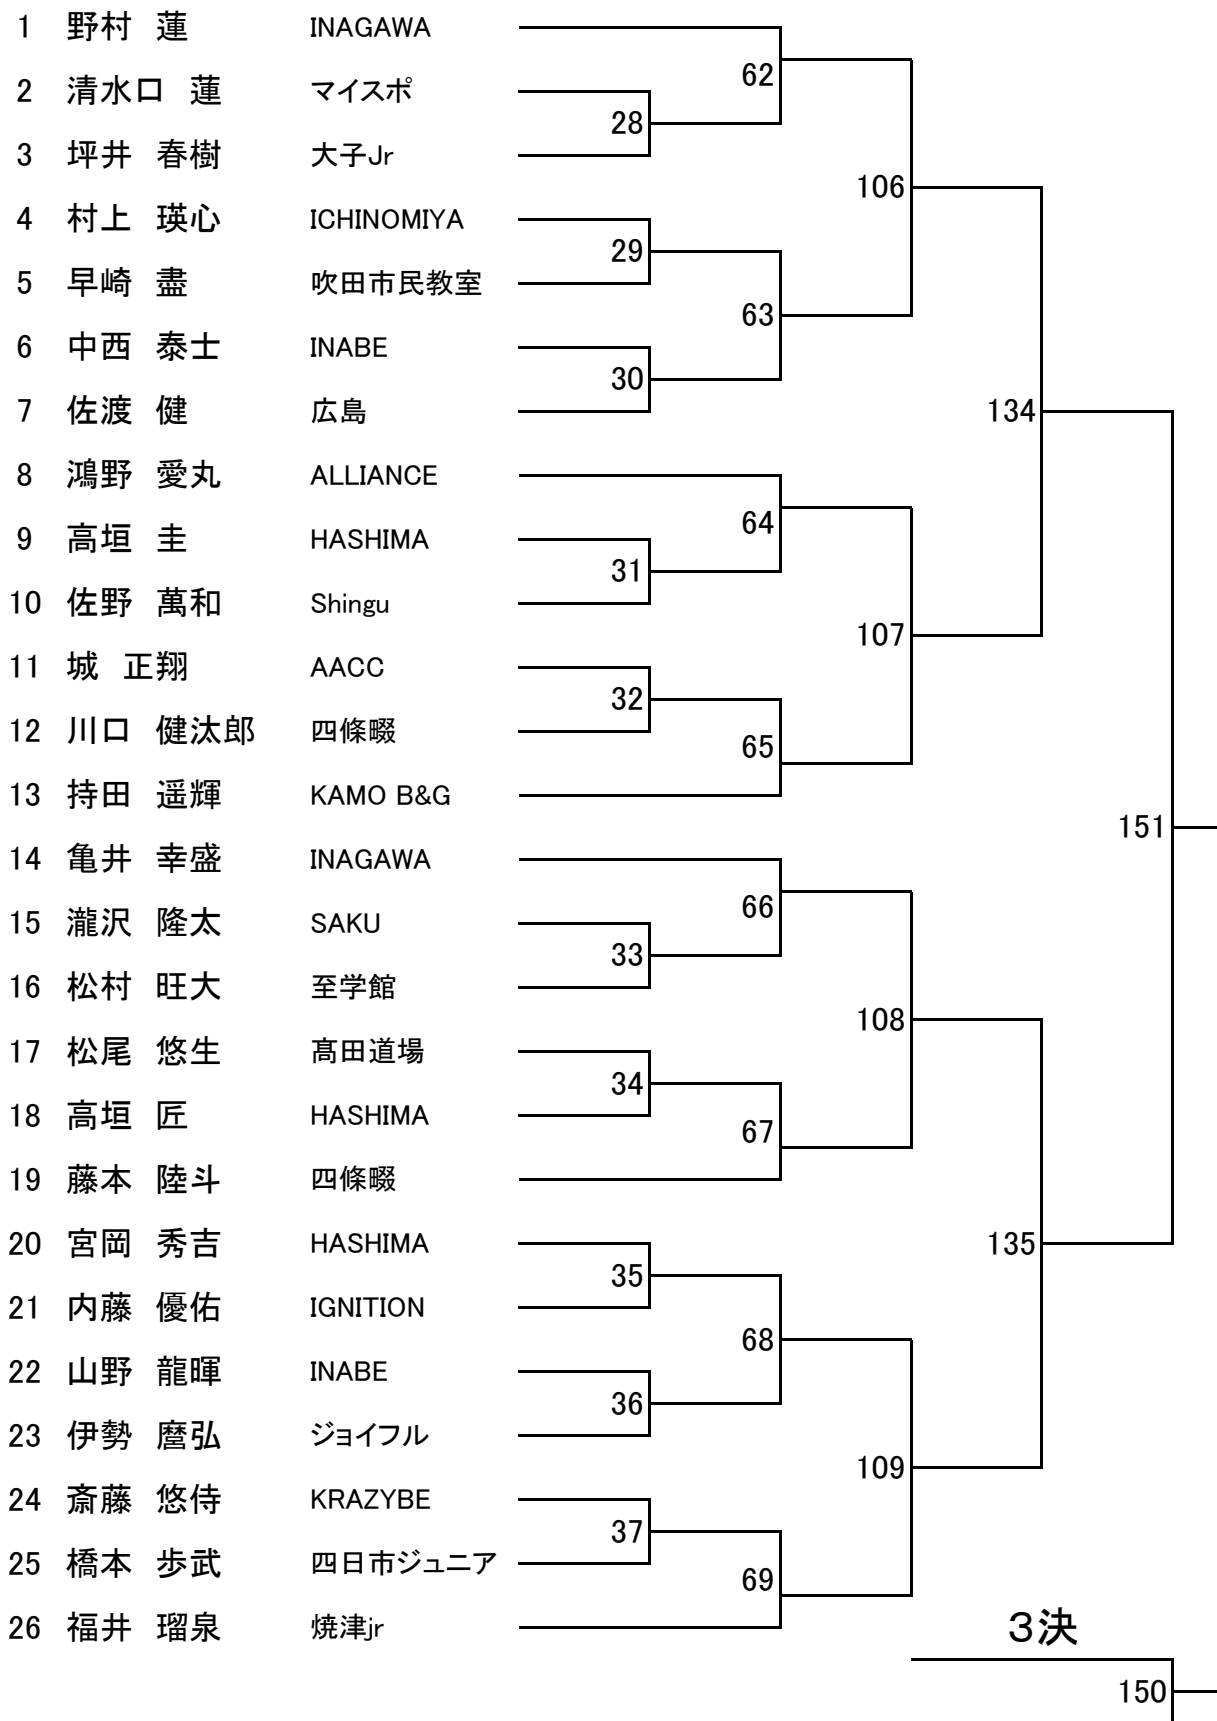 1 野村 蓮 INAGAWA
62
2 清水口 蓮 マイスポ
28
3 坪井 春樹 大子Jr
106
4 村上 瑛心 ICHINOMIYA
29
5 早崎 盡 吹田市民教室
63
6 中西 泰士 INABE
30
7 佐渡 健 広島
134
8 鴻野 愛丸 ALLIANCE
64
9 高垣 圭 HASHIMA
31
10 佐野 萬和 Shingu
107
11 城 正翔 AACC
32
12 川口 健汰郎 四條畷
65
13 持田 遥輝 KAMO B&G
151
14 亀井 幸盛 INAGAWA
66
15 瀧沢 隆太 SAKU
33
16 松村 旺大 至学館
108
17 松尾 悠生 髙田道場
34
18 高垣 匠 HASHIMA
67
19 藤本 陸斗 四條畷
20 宮岡 秀吉 HASHIMA
135
35
21 内藤 優佑 IGNITION
68
22 山野 龍暉 INABE
36
23 伊勢 麿弘 ジョイフル
109
24 斎藤 悠侍 KRAZYBE
37
25 橋本 歩武 四日市ジュニア
69
26 福井 瑠泉 焼津jr
３決
150